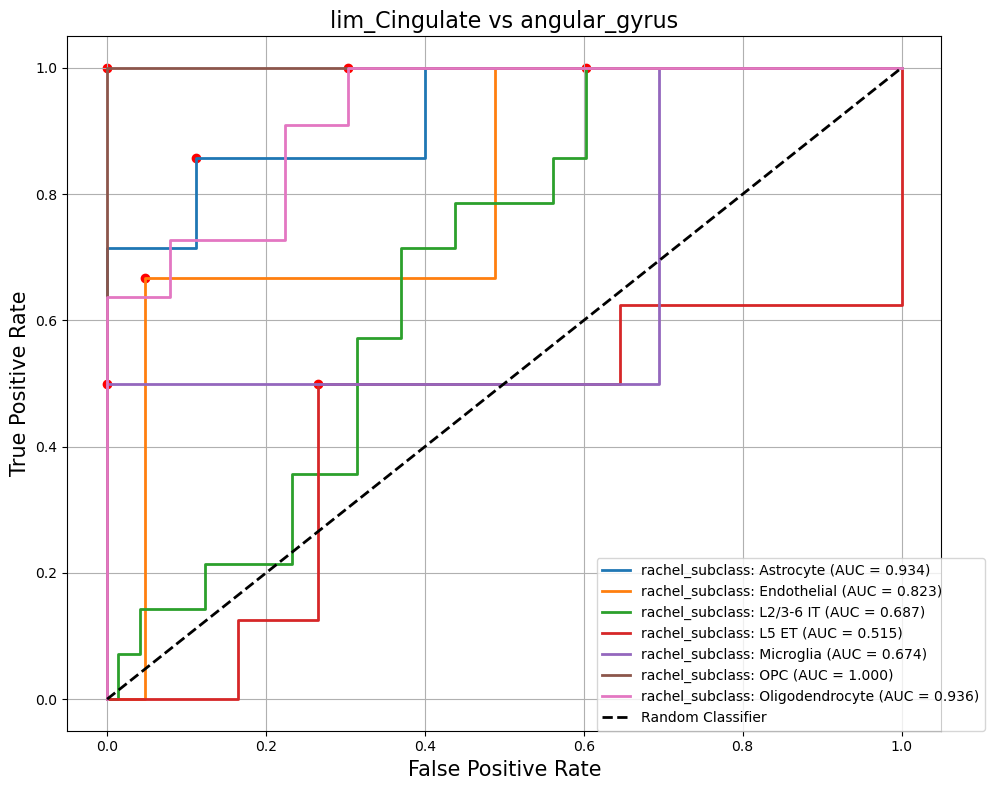 lim_Cingulate vs angular_gyrus
True Positive Rate
1.0
0.8
0.6
0.4
0.2
0.0
rachel_subclass: Astrocyte (AUC = 0.934)
rachel_subclass: Endothelial (AUC = 0.823)
rachel_subclass: L2/3-6 IT (AUC = 0.687)
rachel_subclass: L5 ET (AUC = 0.515)
rachel_subclass: Microglia (AUC = 0.674)
rachel_subclass: OPC (AUC = 1.000)
rachel_subclass: Oligodendrocyte (AUC = 0.936)
Random Classifier
0.0 0.2 0.4 0.6 0.8 1.0
False Positive Rate